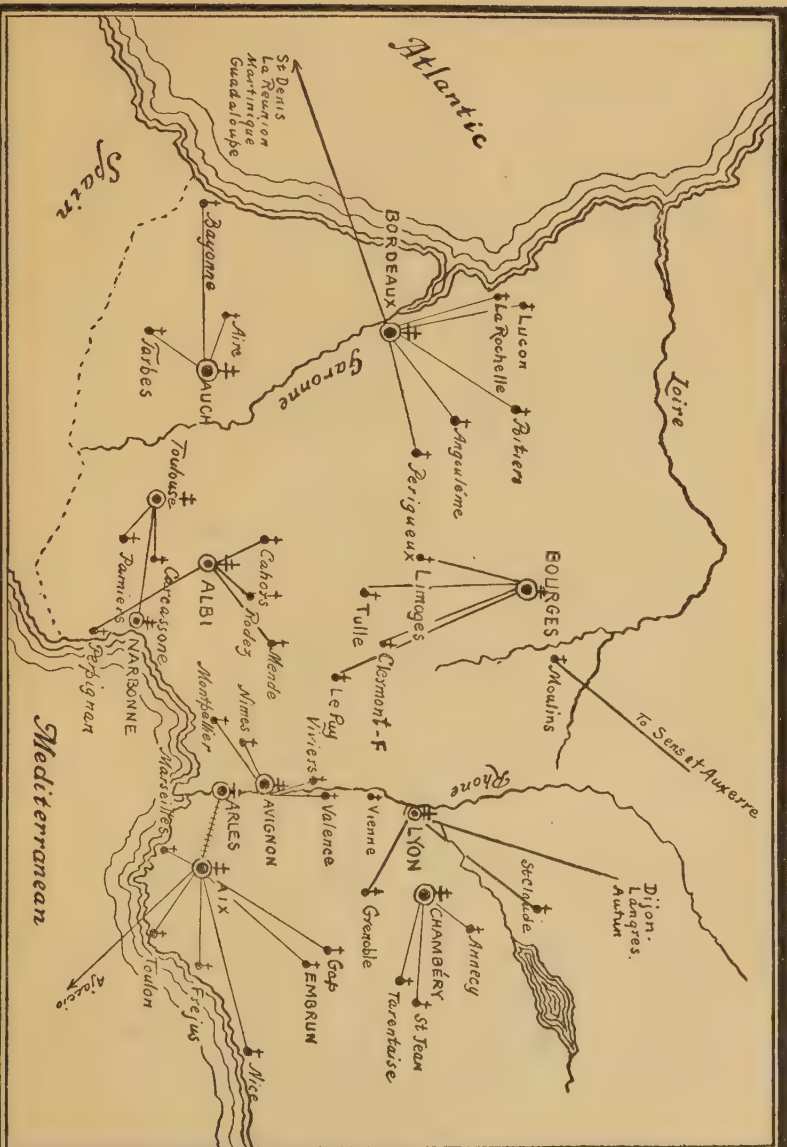 Atlantic
St Denis
La Reunion
Martinique
Guadaloupe
Spain
Loire
BORDEAUX
Lucon
La Rochelle
Poitiers
Angoulême
Perigueux
Garonne
Bayonne
Aire
Tarbes
AUCH
Toulouse
Pamiers
Carcassone
NARBONNE
Perpignan
ALBI
Cahors
Rodez
Mende
BOURGES
Limoges
Tulle
Clermont-F
Le Puy
Moulins
To Sens et Auxerre
Rhone
Montpellier
Nimes
Viviers
AVIGNON
Valence
Vienne
LYON
Grenoble
St Claude
Dijon.
Langres.
Autun
CHAMBÉRY
Annecy
St Jean
Tarentaise
ARLES
Marseilles
AIX
Gap
EMBRUN
Toulon
Frejus
Nice
Ajaccio
Mediterranean